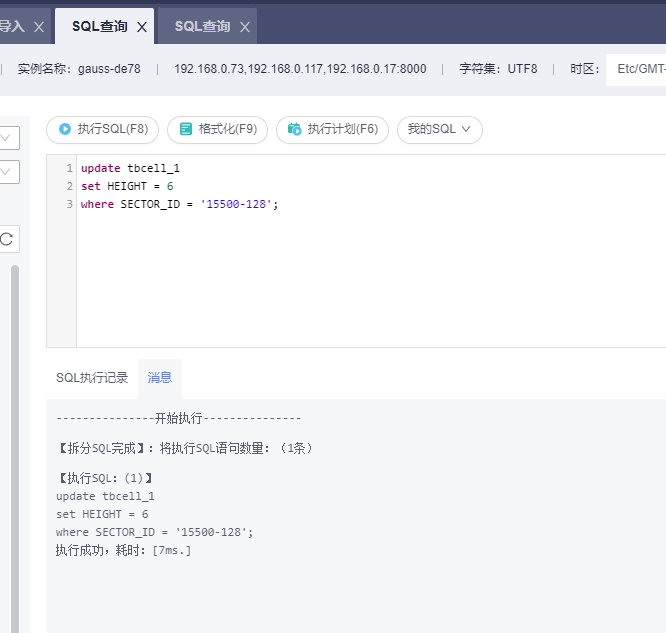 导入
SQL查询
SQL查询
实例名称: gauss-de78
192.168.0.73,192.168.0.117,192.168.0.17:8000
字符集: UTF8
时区:
Etc/GMT-
执行SQL(F8)
格式化(F9)
执行计划(F6)
我的SQL
1 update tbcell_1
2 set HEIGHT = 6
3 where SECTOR_ID = '15500-128';
SQL执行记录
消息
---------------开始执行---------------
【拆分SQL完成】: 将执行SQL语句数量: (1条)
【执行SQL: (1)】
update tbcell_1
set HEIGHT = 6
where SECTOR_ID = '15500-128';
执行成功, 耗时: [7ms.]